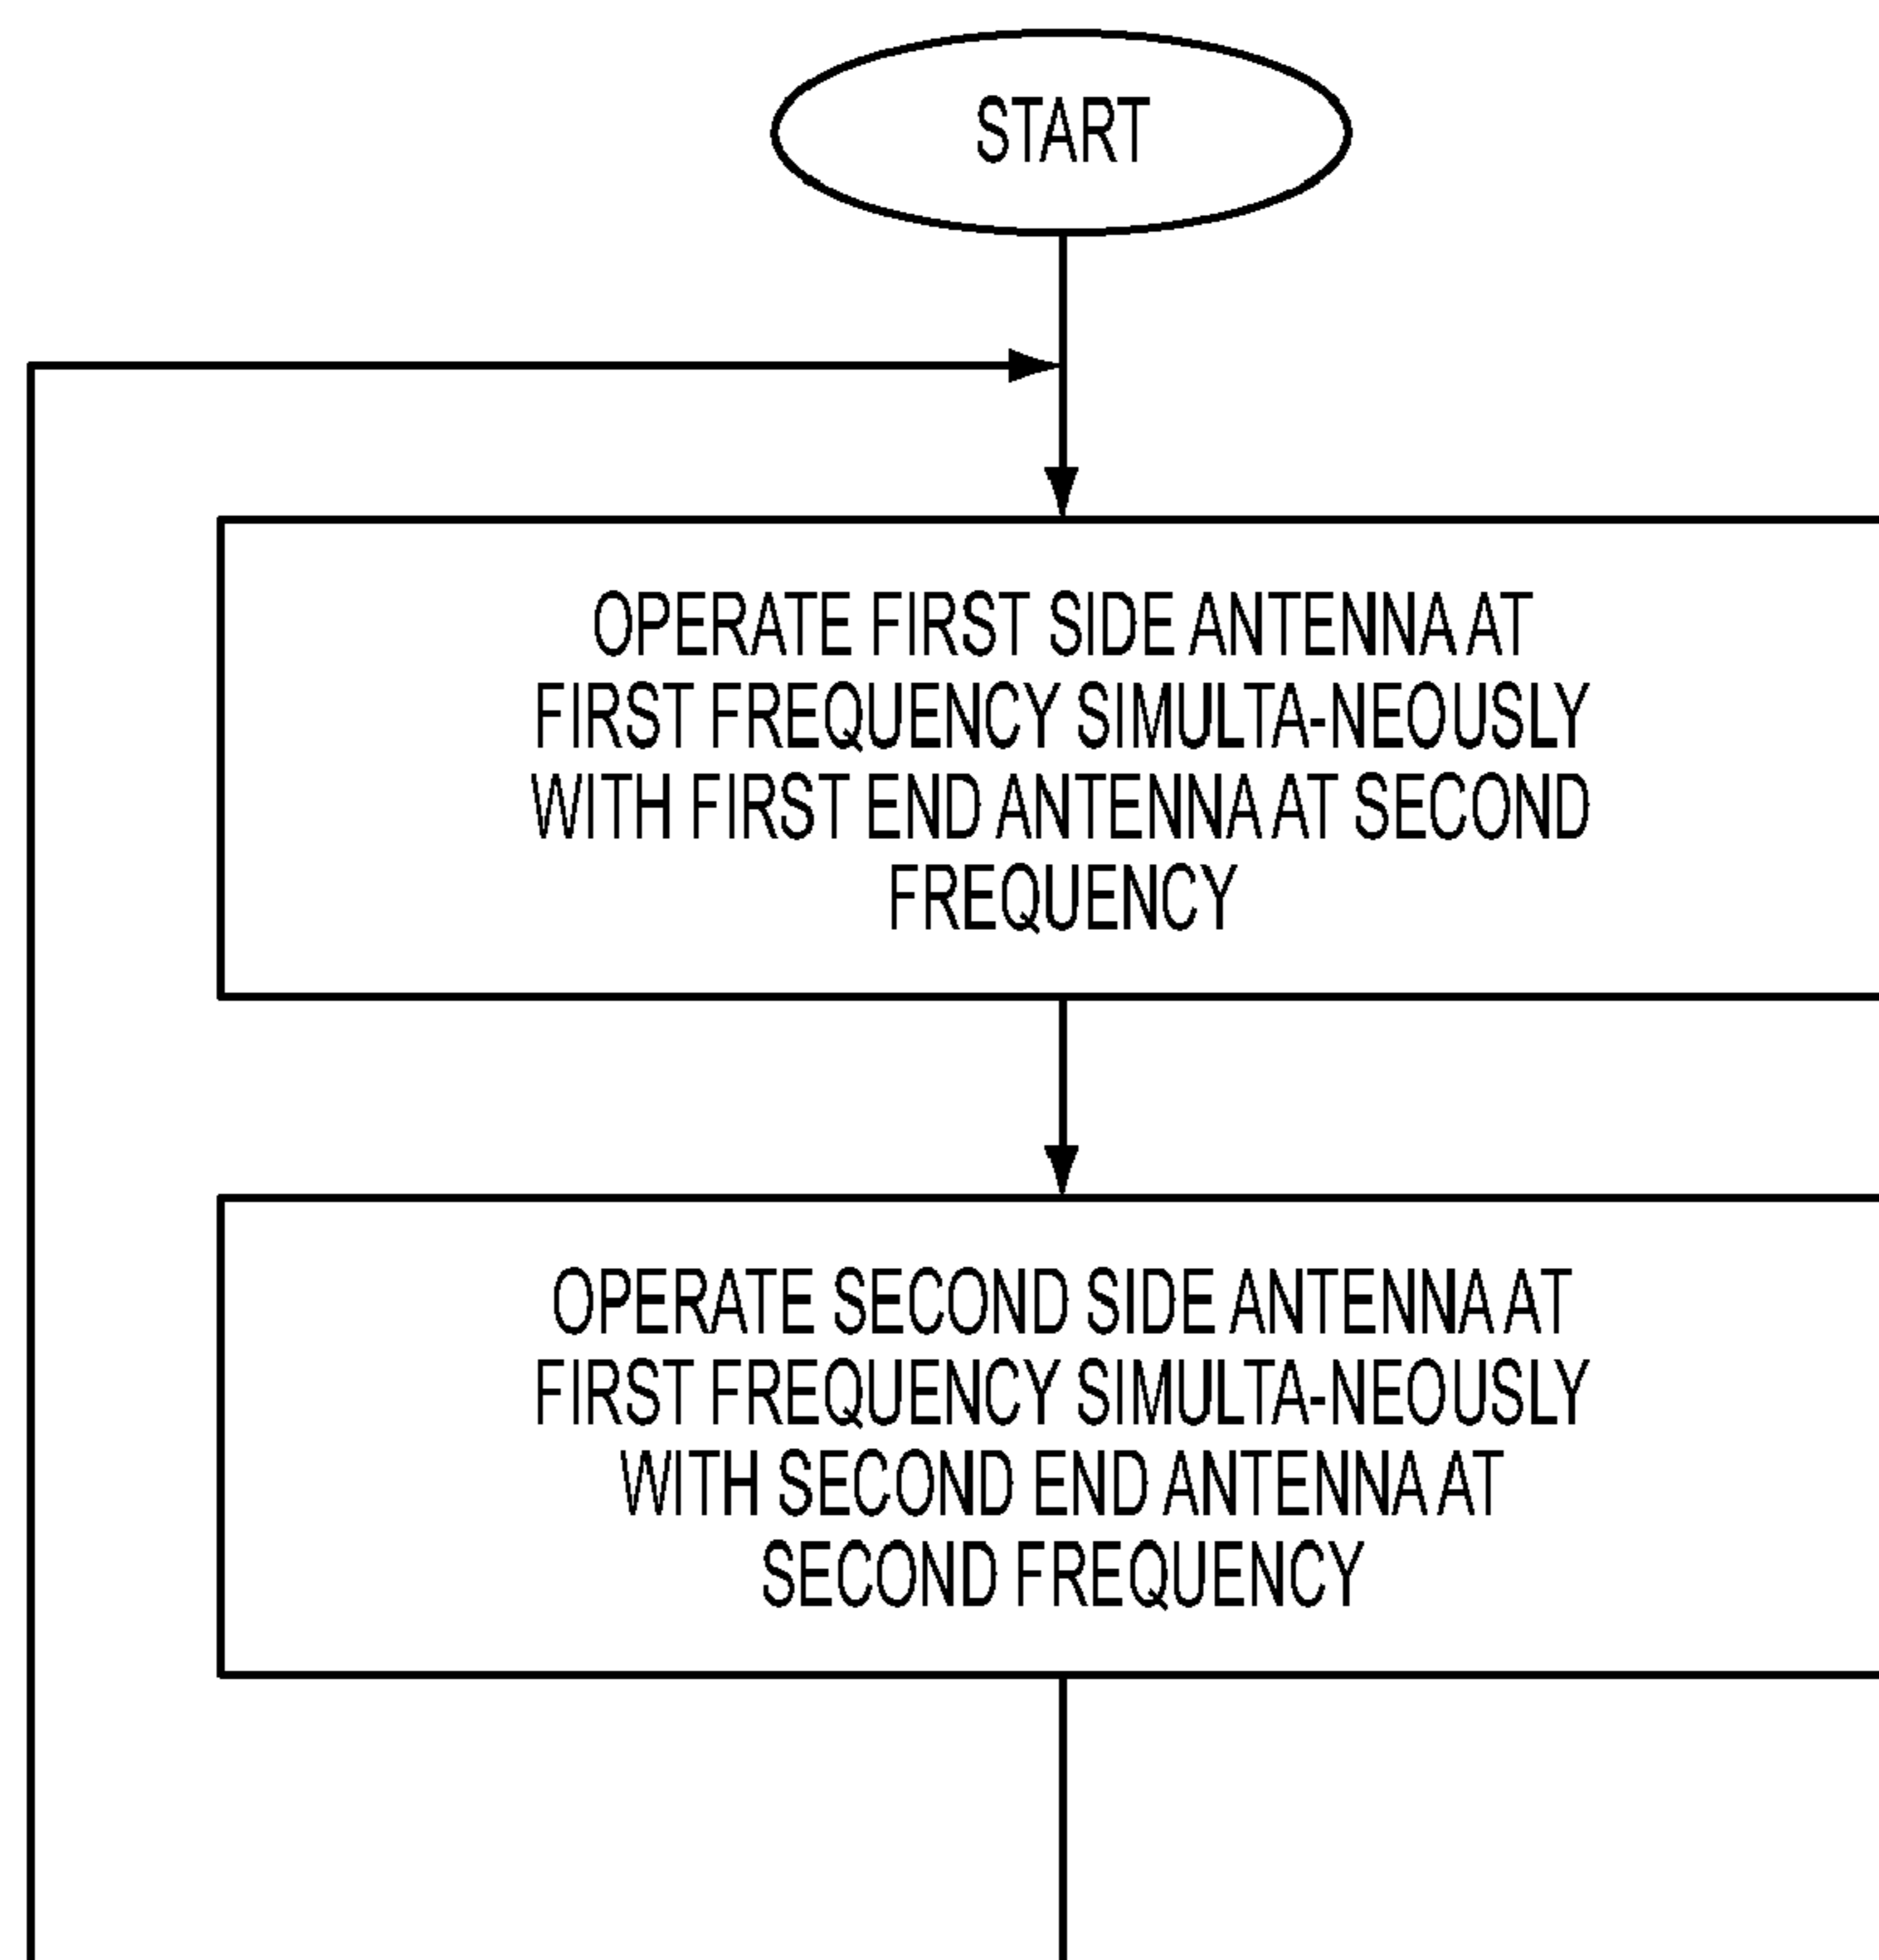 START
OPERATE FIRST SIDE ANTENNA AT
FIRST FREQUENCY SIMULTA-NEOUSLY
WITH FIRST END ANTENNA AT SECOND
FREQUENCY
OPERATE SECOND SIDE ANTENNA AT
FIRST FREQUENCY SIMULTA-NEOUSLY
WITH SECOND END ANTENNA AT
SECOND FREQUENCY